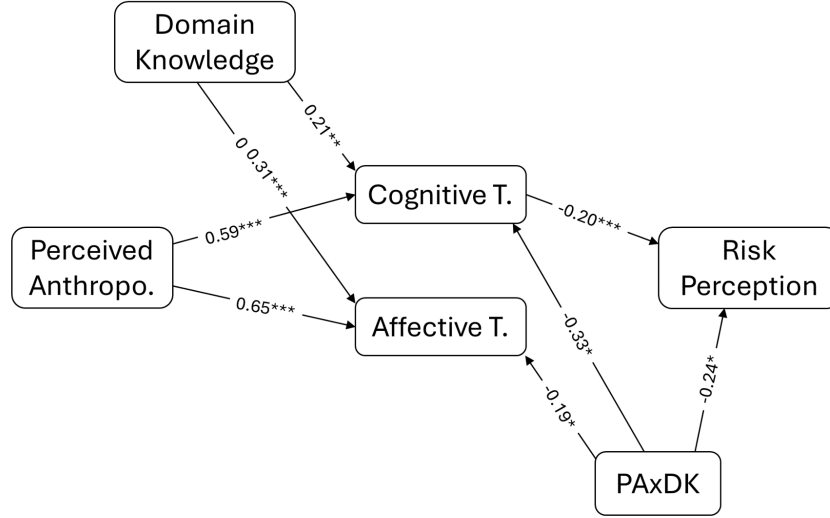 Domain
Knowledge
0.21**
0 0.31***
Cognitive T.
-0.20***
0.59***
Perceived
Anthropo.
Risk
Perception
0.65***
Affective T.
-0.33*
-0.24*
-0.19*
PAxDK